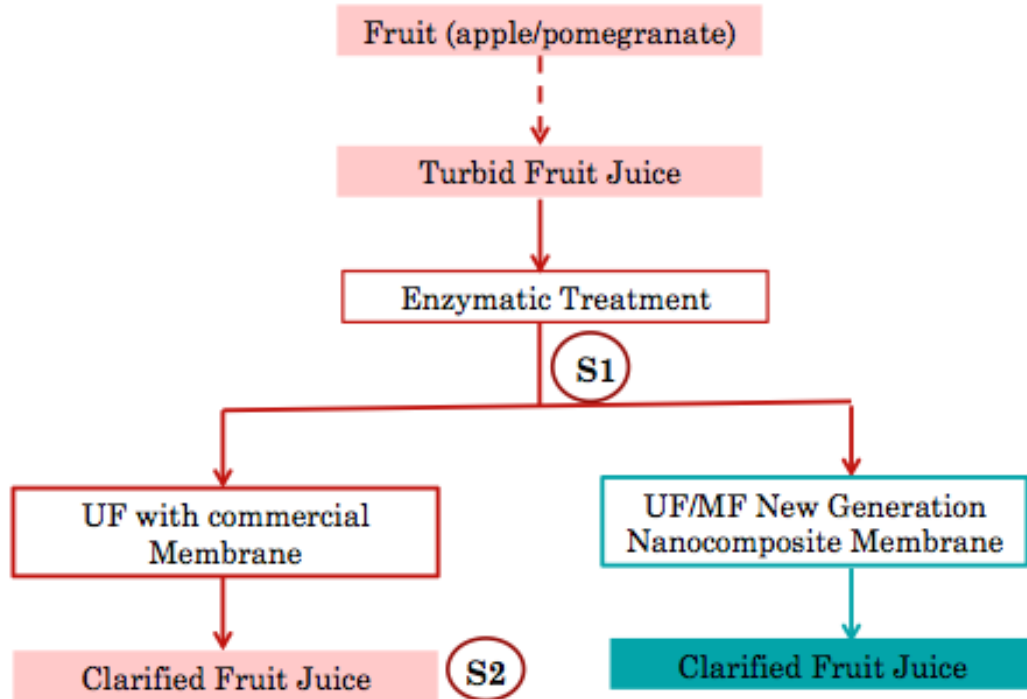 Fruit (apple/pomegranate)
Turbid Fruit Juice
Enzymatic Treatment
S1
UF with commercial
Membrane
UF/MF New Generation
Nanocomposite Membrane
Clarified Fruit Juice
S2
Clarified Fruit Juice